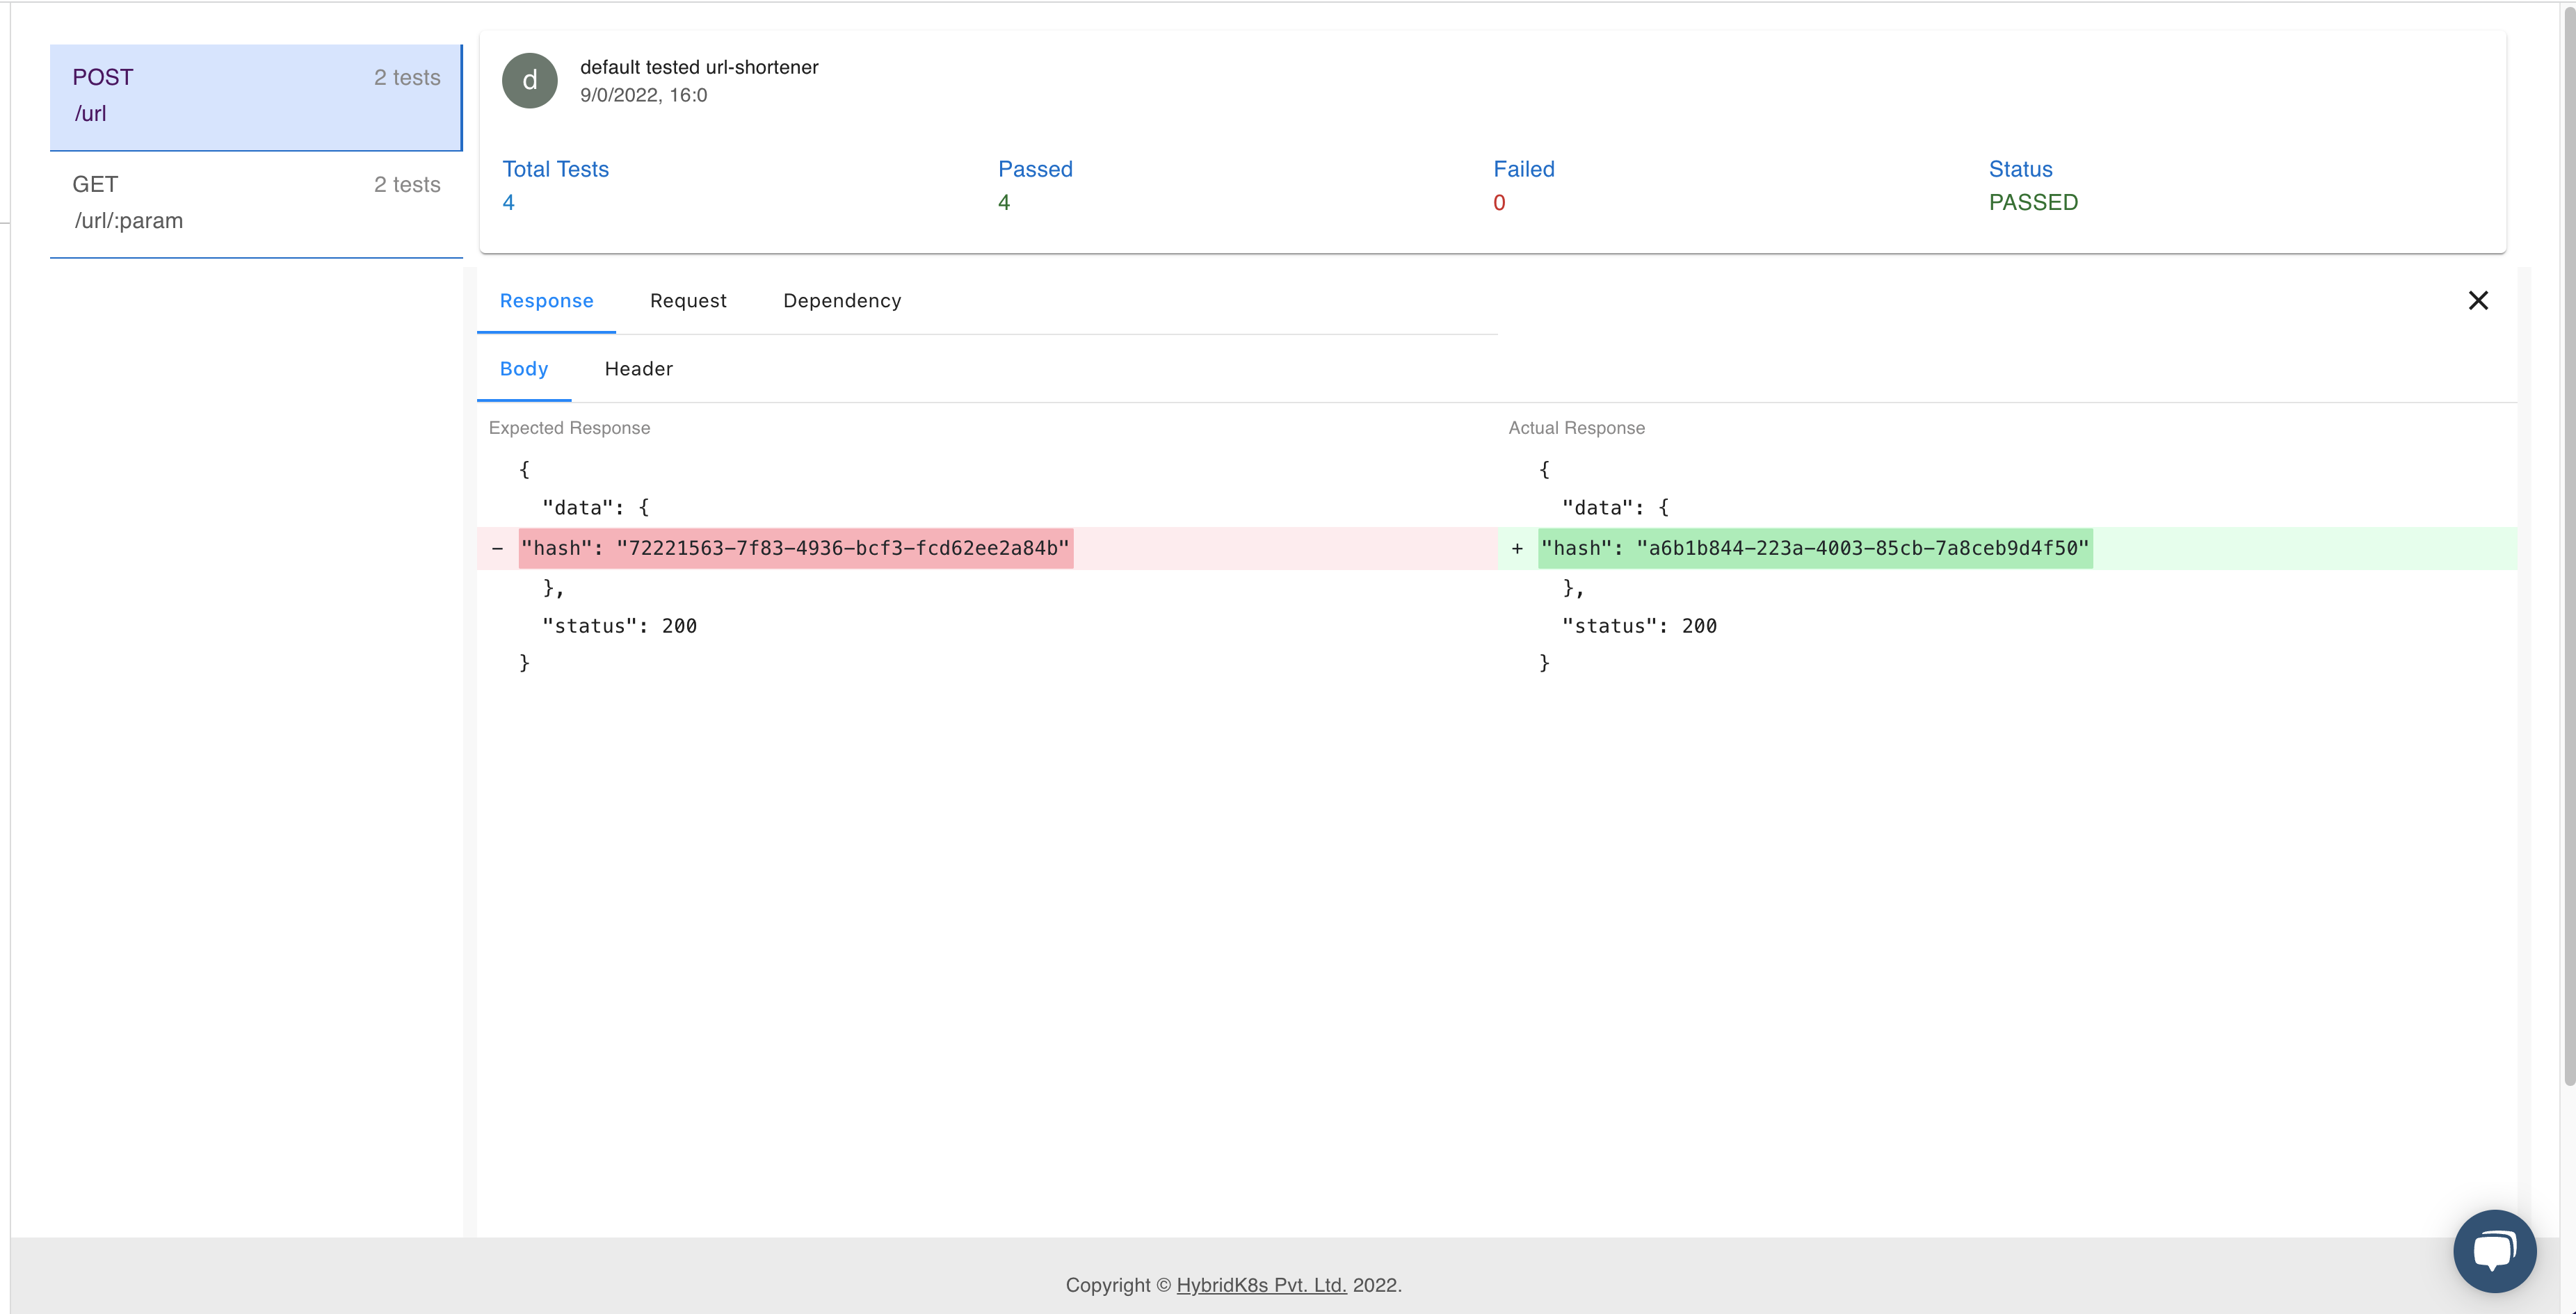 POST 2 tests
/url
GET 2 tests
/url/:param
d
default tested url-shortener
9/0/2022, 16:0
Total Tests Passed Failed Status
4 4 0 PASSED
Response Request Dependency
Body Header
Expected Response
{
"data": {
− "hash": "72221563-7f83-4936-bcf3-fcd62ee2a84b"
},
"status": 200
}
Actual Response
{
"data": {
+ "hash": "a6b1b844-223a-4003-85cb-7a8ceb9d4f50"
},
"status": 200
}
Copyright © HybridK8s Pvt. Ltd. 2022.